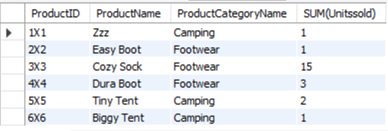 ProductID ProductName ProductCategoryName SUM(Unitssold)
1X1 Zzz Camping 1
2X2 Easy Boot Footwear 1
3X3 Cozy Sock Footwear 15
4X4 Dura Boot Footwear 3
5X5 Tiny Tent Camping 2
6X6 Biggy Tent Camping 1